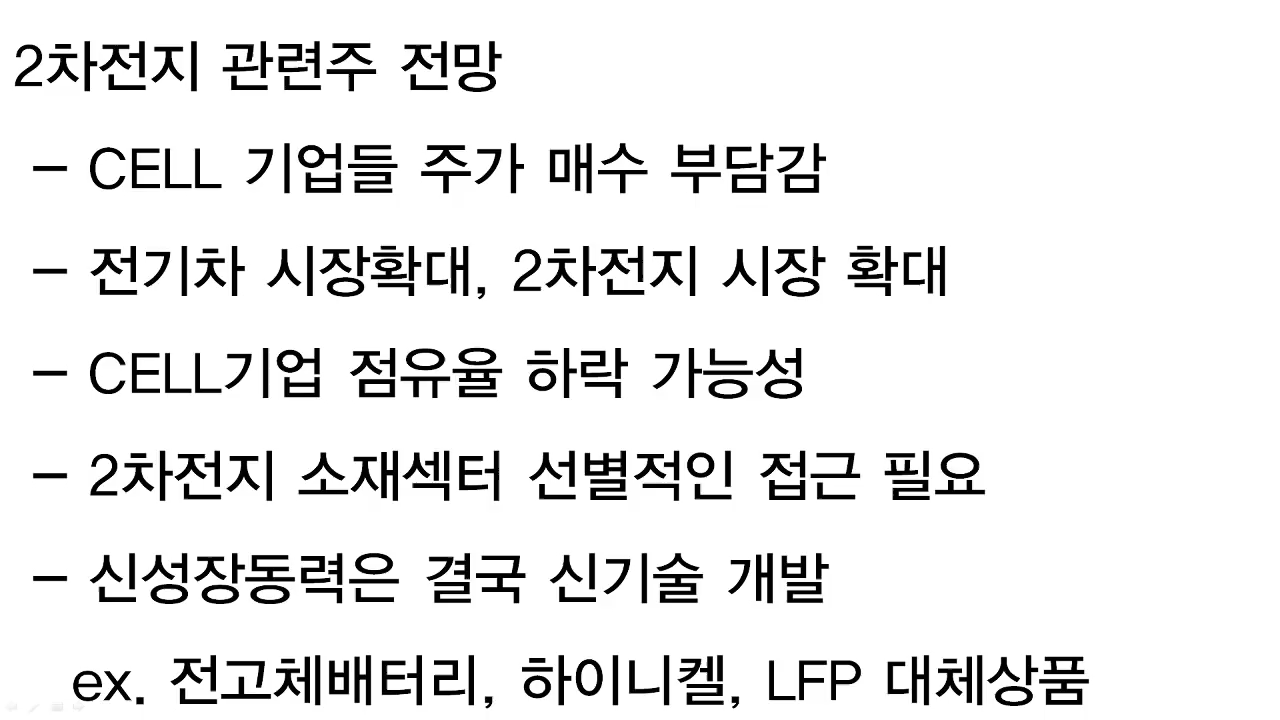 2차전지 관련주 전망
– CELL 기업들 주가 매수 부담감
– 전기차 시장확대, 2차전지 시장 확대
– CELL기업 점유율 하락 가능성
– 2차전지 소재섹터 선별적인 접근 필요
– 신성장동력은 결국 신기술 개발
ex. 전고체배터리, 하이니켈, LFP 대체상품